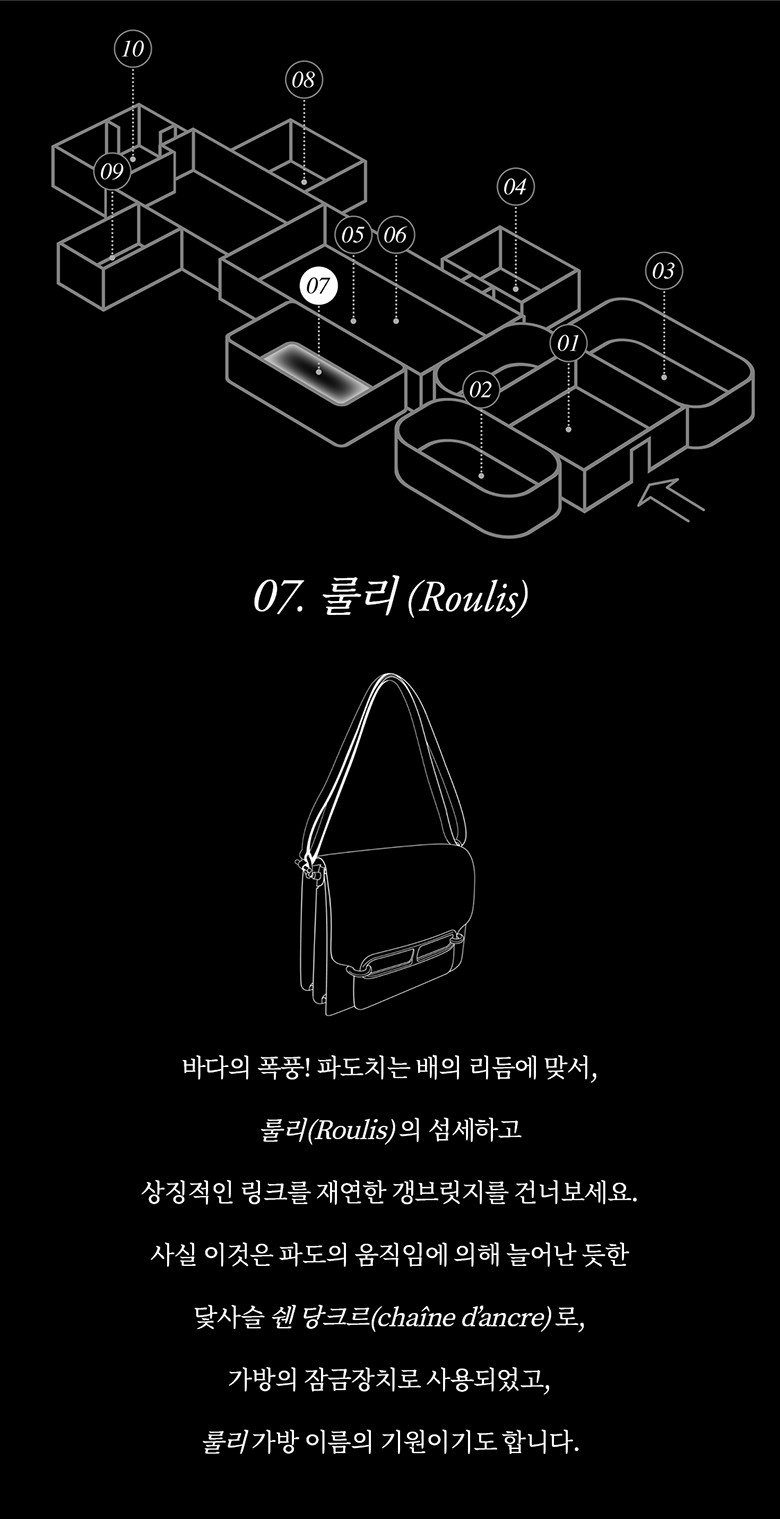 10
08
09
04
05
06
03
07
01
02
07. 룰리 (Roulis)
바다의 폭풍! 파도치는 배의 리듬에 맞서,
룰리(Roulis)의 섬세하고
상징적인 링크를 재연한 갱브릿지를 건너보세요.
사실 이것은 파도의 움직임에 의해 늘어난 듯한
닻사슬 쉔 당크르(chaîne d’ancre)로,
가방의 잠금장치로 사용되었고,
룰리 가방 이름의 기원이기도 합니다.